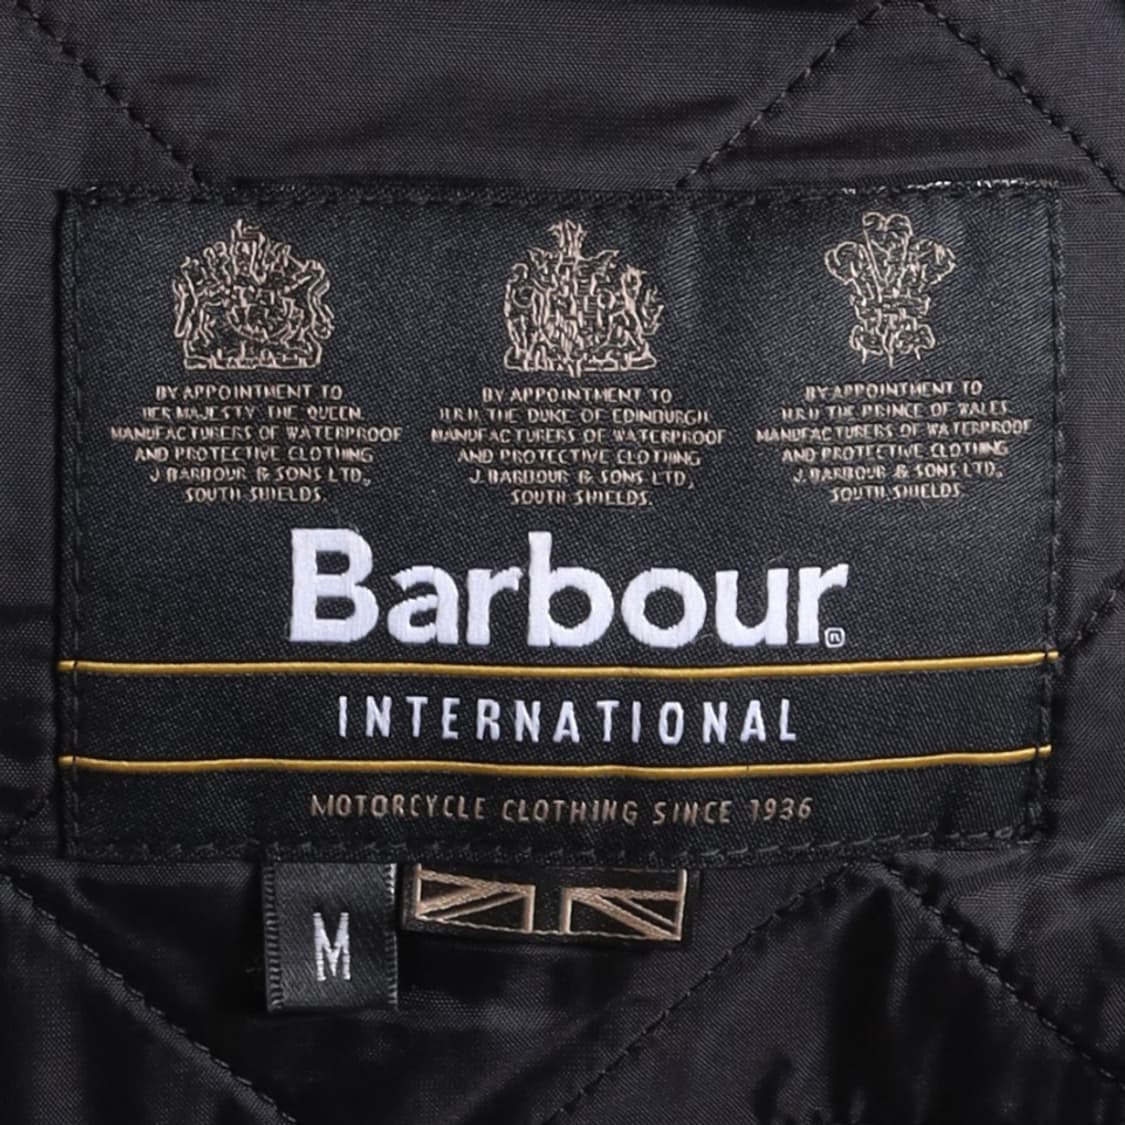 BY APPOINTMENT TO
HER MAJESTY THE QUEEN
MANUFACTURERS OF WATERPROOF
AND PROTECTIVE CLOTHING
J. BARBOUR & SONS LTD.,
SOUTH SHIELDS.
BY APPOINTMENT TO
H.R.H. THE DUKE OF EDINBURGH
MANUFACTURERS OF WATERPROOF
AND PROTECTIVE CLOTHING
J. BARBOUR & SONS LTD,
SOUTH SHIELDS.
BY APPOINTMENT TO
H.R.H. THE PRINCE OF WALES
MANUFACTURERS OF WATERPROOF
AND PROTECTIVE CLOTHING
J. BARBOUR & SONS LTD,
SOUTH SHIELDS
Barbour®
INTERNATIONAL
MOTORCYCLE CLOTHING SINCE 1936
M